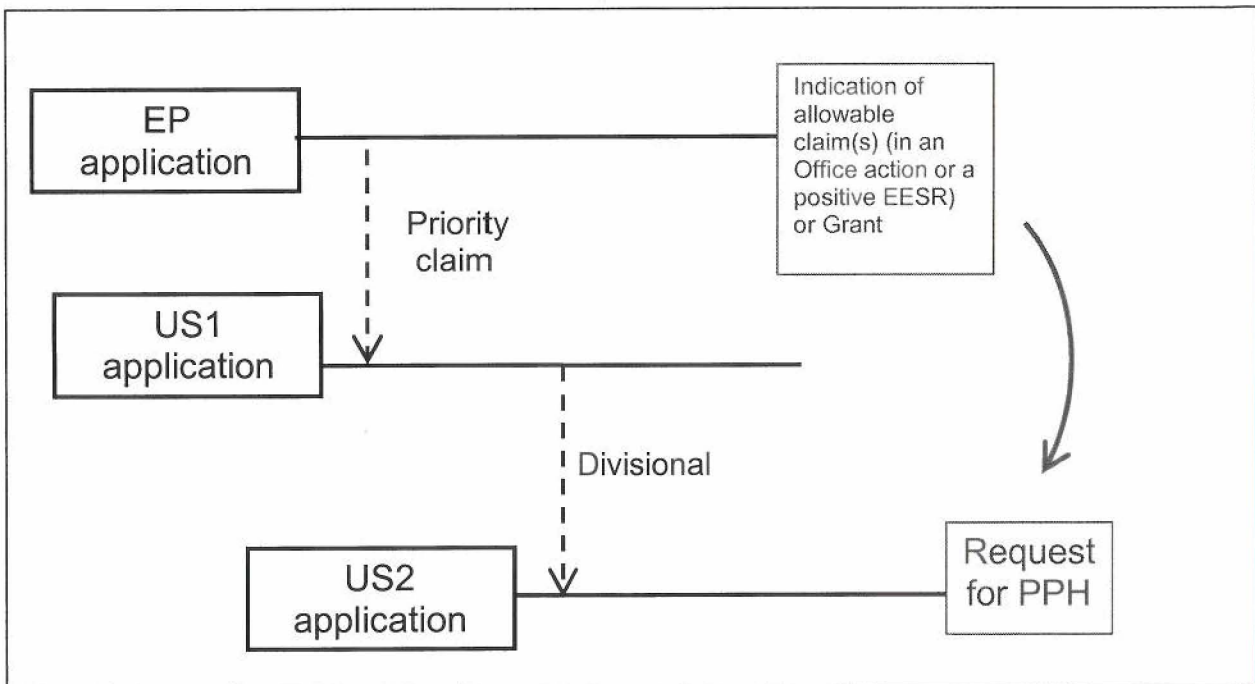 EP
application
Indication of
allowable
claim(s) (in an
Office action or a
positive EESR)
or Grant
Priority
claim
US1
application
Divisional
US2
application
Request
for PPH